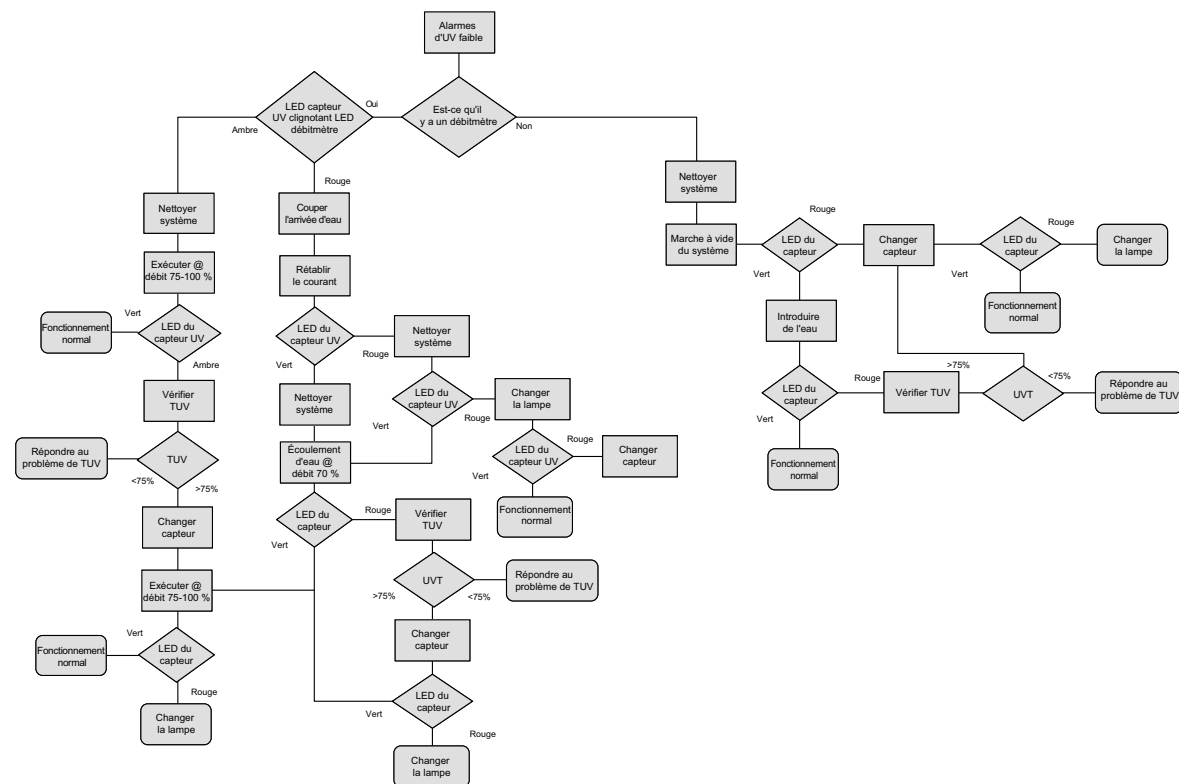 Alarmes
d'UV faible
Est-ce qu'il
y a un débitmètre
Oui
Non
LED capteur
UV clignotant LED
débitmètre
Ambre
Rouge
Nettoyer
système
Exécuter @
débit 75-100 %
Vert
Fonctionnement
normal
LED du
capteur UV
Ambre
Vérifier
TUV
Répondre au
problème de TUV
TUV
<75%
>75%
Changer
capteur
Exécuter @
débit 75-100 %
Vert
Fonctionnement
normal
LED du
capteur
Rouge
Changer
la lampe
Couper
l'arrivée d'eau
Rétablir
le courant
LED du
capteur UV
Rouge
Vert
Nettoyer
système
Nettoyer
système
LED du
capteur UV
Rouge
Vert
Écoulement
d'eau @
débit 70 %
Changer
la lampe
LED du
capteur UV
Rouge
Vert
Changer
capteur
Fonctionnement
normal
LED du
capteur
Rouge
Vert
Vérifier
TUV
UVT
>75%
<75%
Répondre au
problème de TUV
Changer
capteur
LED du
capteur
Vert
Rouge
Changer
la lampe
Nettoyer
système
Marche à vide
du système
LED du
capteur
Rouge
Vert
Changer
capteur
LED du
capteur
Rouge
Vert
Changer
la lampe
Fonctionnement
normal
Introduire
de l'eau
LED du
capteur
Rouge
Vert
Vérifier TUV
>75%
UVT
<75%
Répondre au
problème de TUV
Fonctionnement
normal